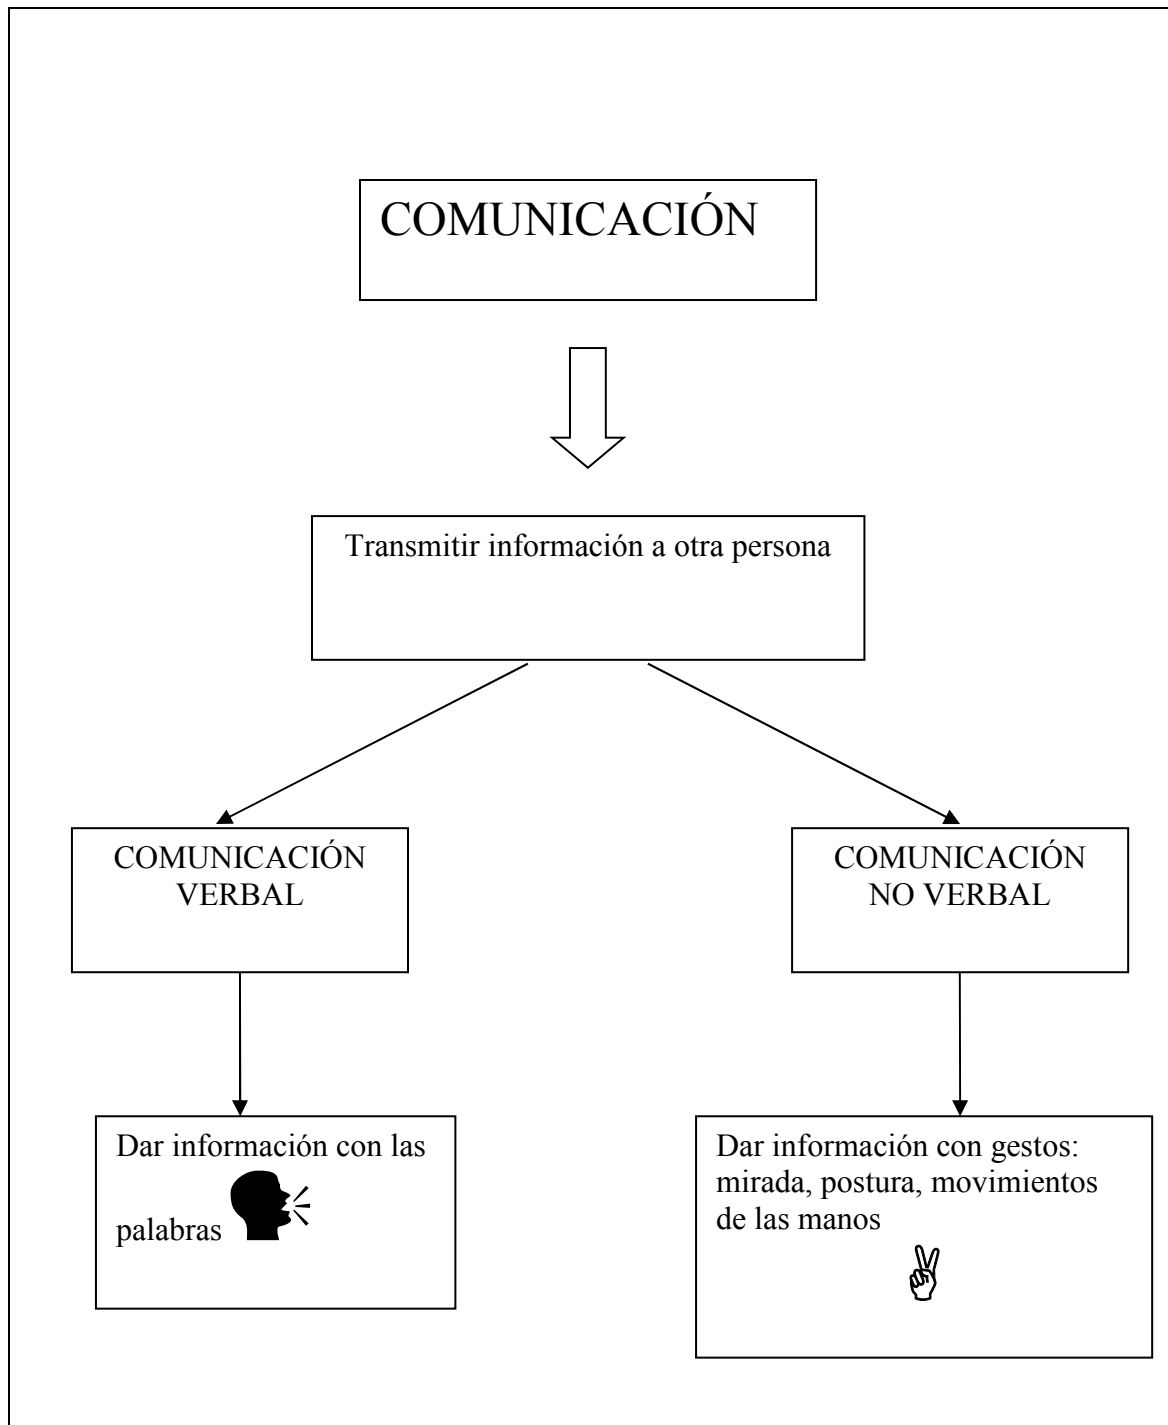 COMUNICACIÓN
Transmitir información a otra persona
COMUNICACIÓN
VERBAL
COMUNICACIÓN
NO VERBAL
Dar información con las
palabras
Dar información con gestos:
mirada, postura, movimientos
de las manos